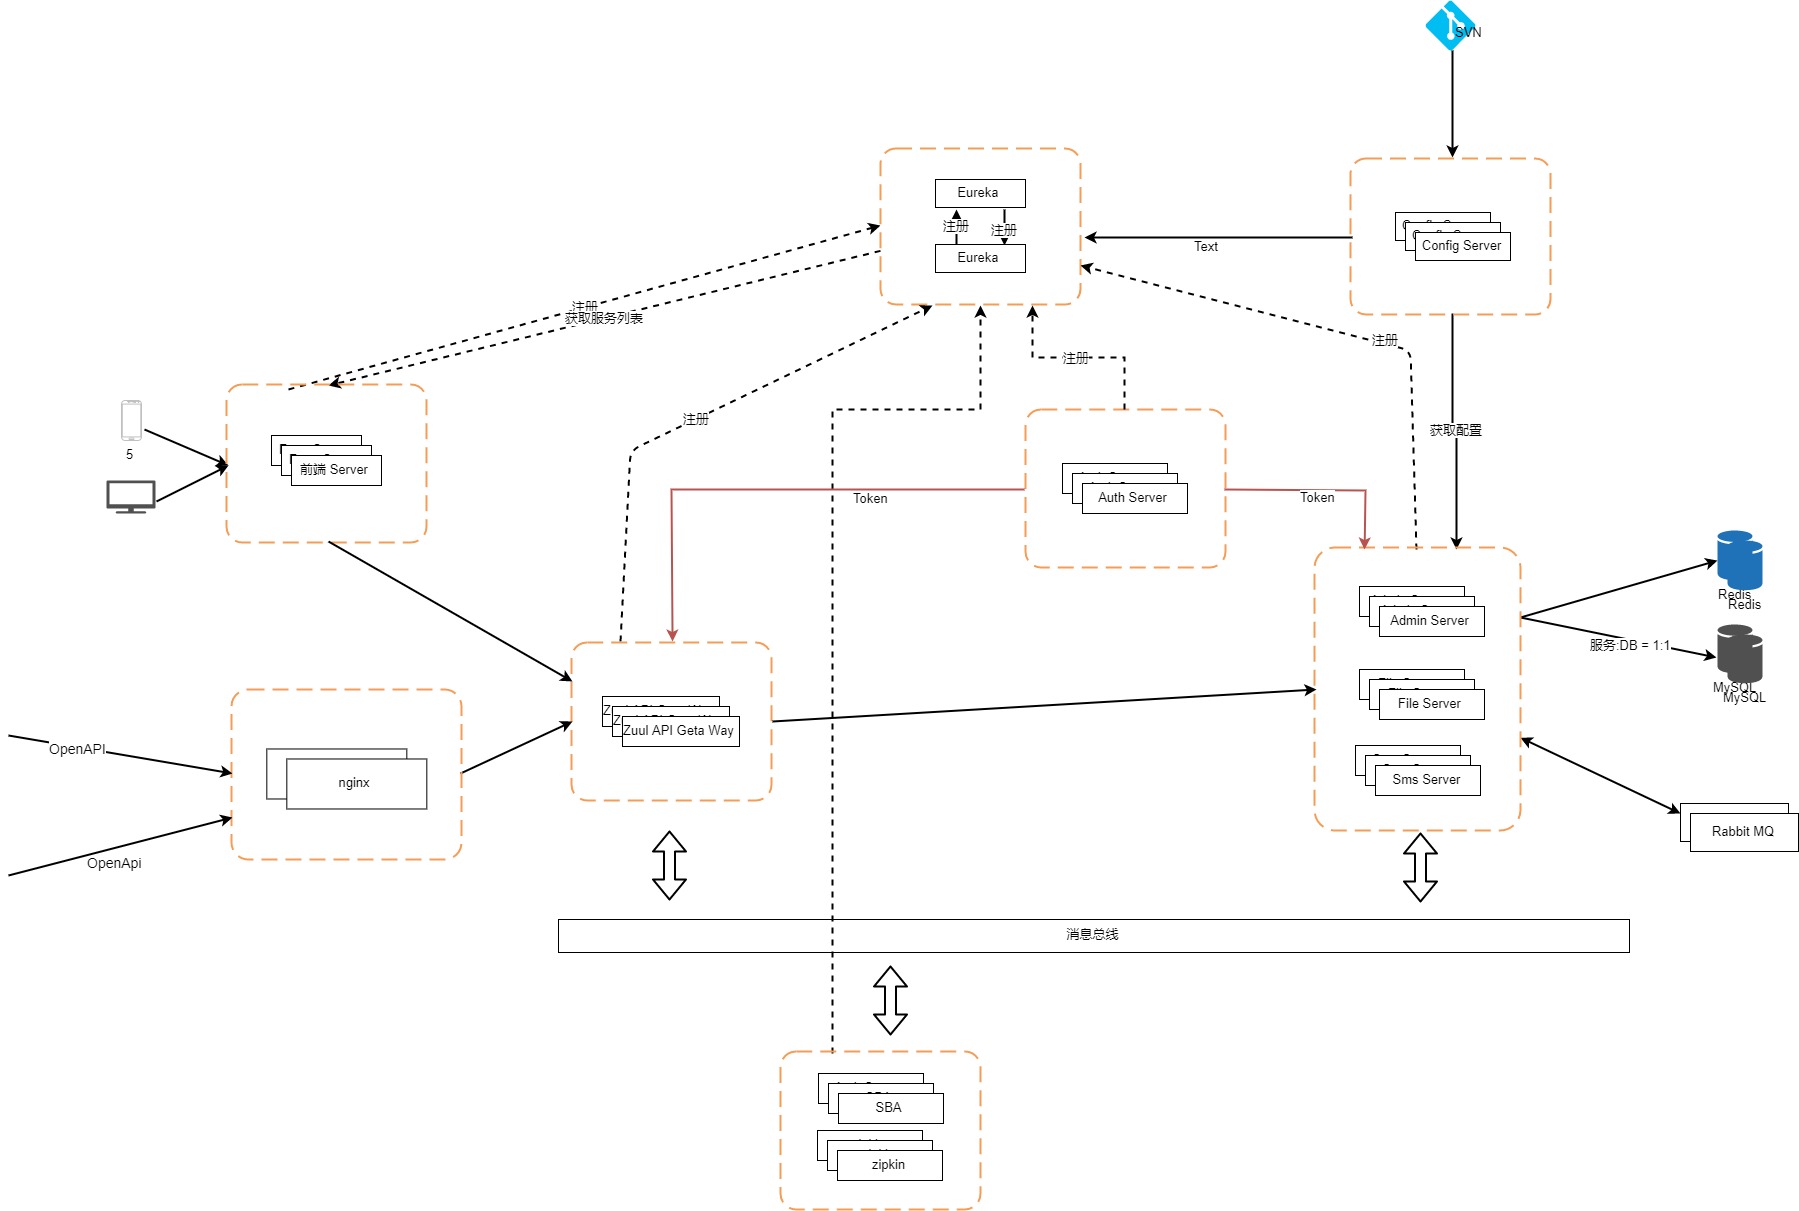 SVN
Eureka
注册
注册
Eureka
Text
Config Server
注册
获取服务列表
注册
注册
注册
获取配置
5
前端 Server
Token
Auth Server
Token
Admin Server
File Server
Sms Server
Redis
Redis
服务:DB = 1:1
MySQL
MySQL
Zuul API Geta Way
OpenAPI
nginx
OpenApi
Rabbit MQ
消息总线
SBA
zipkin